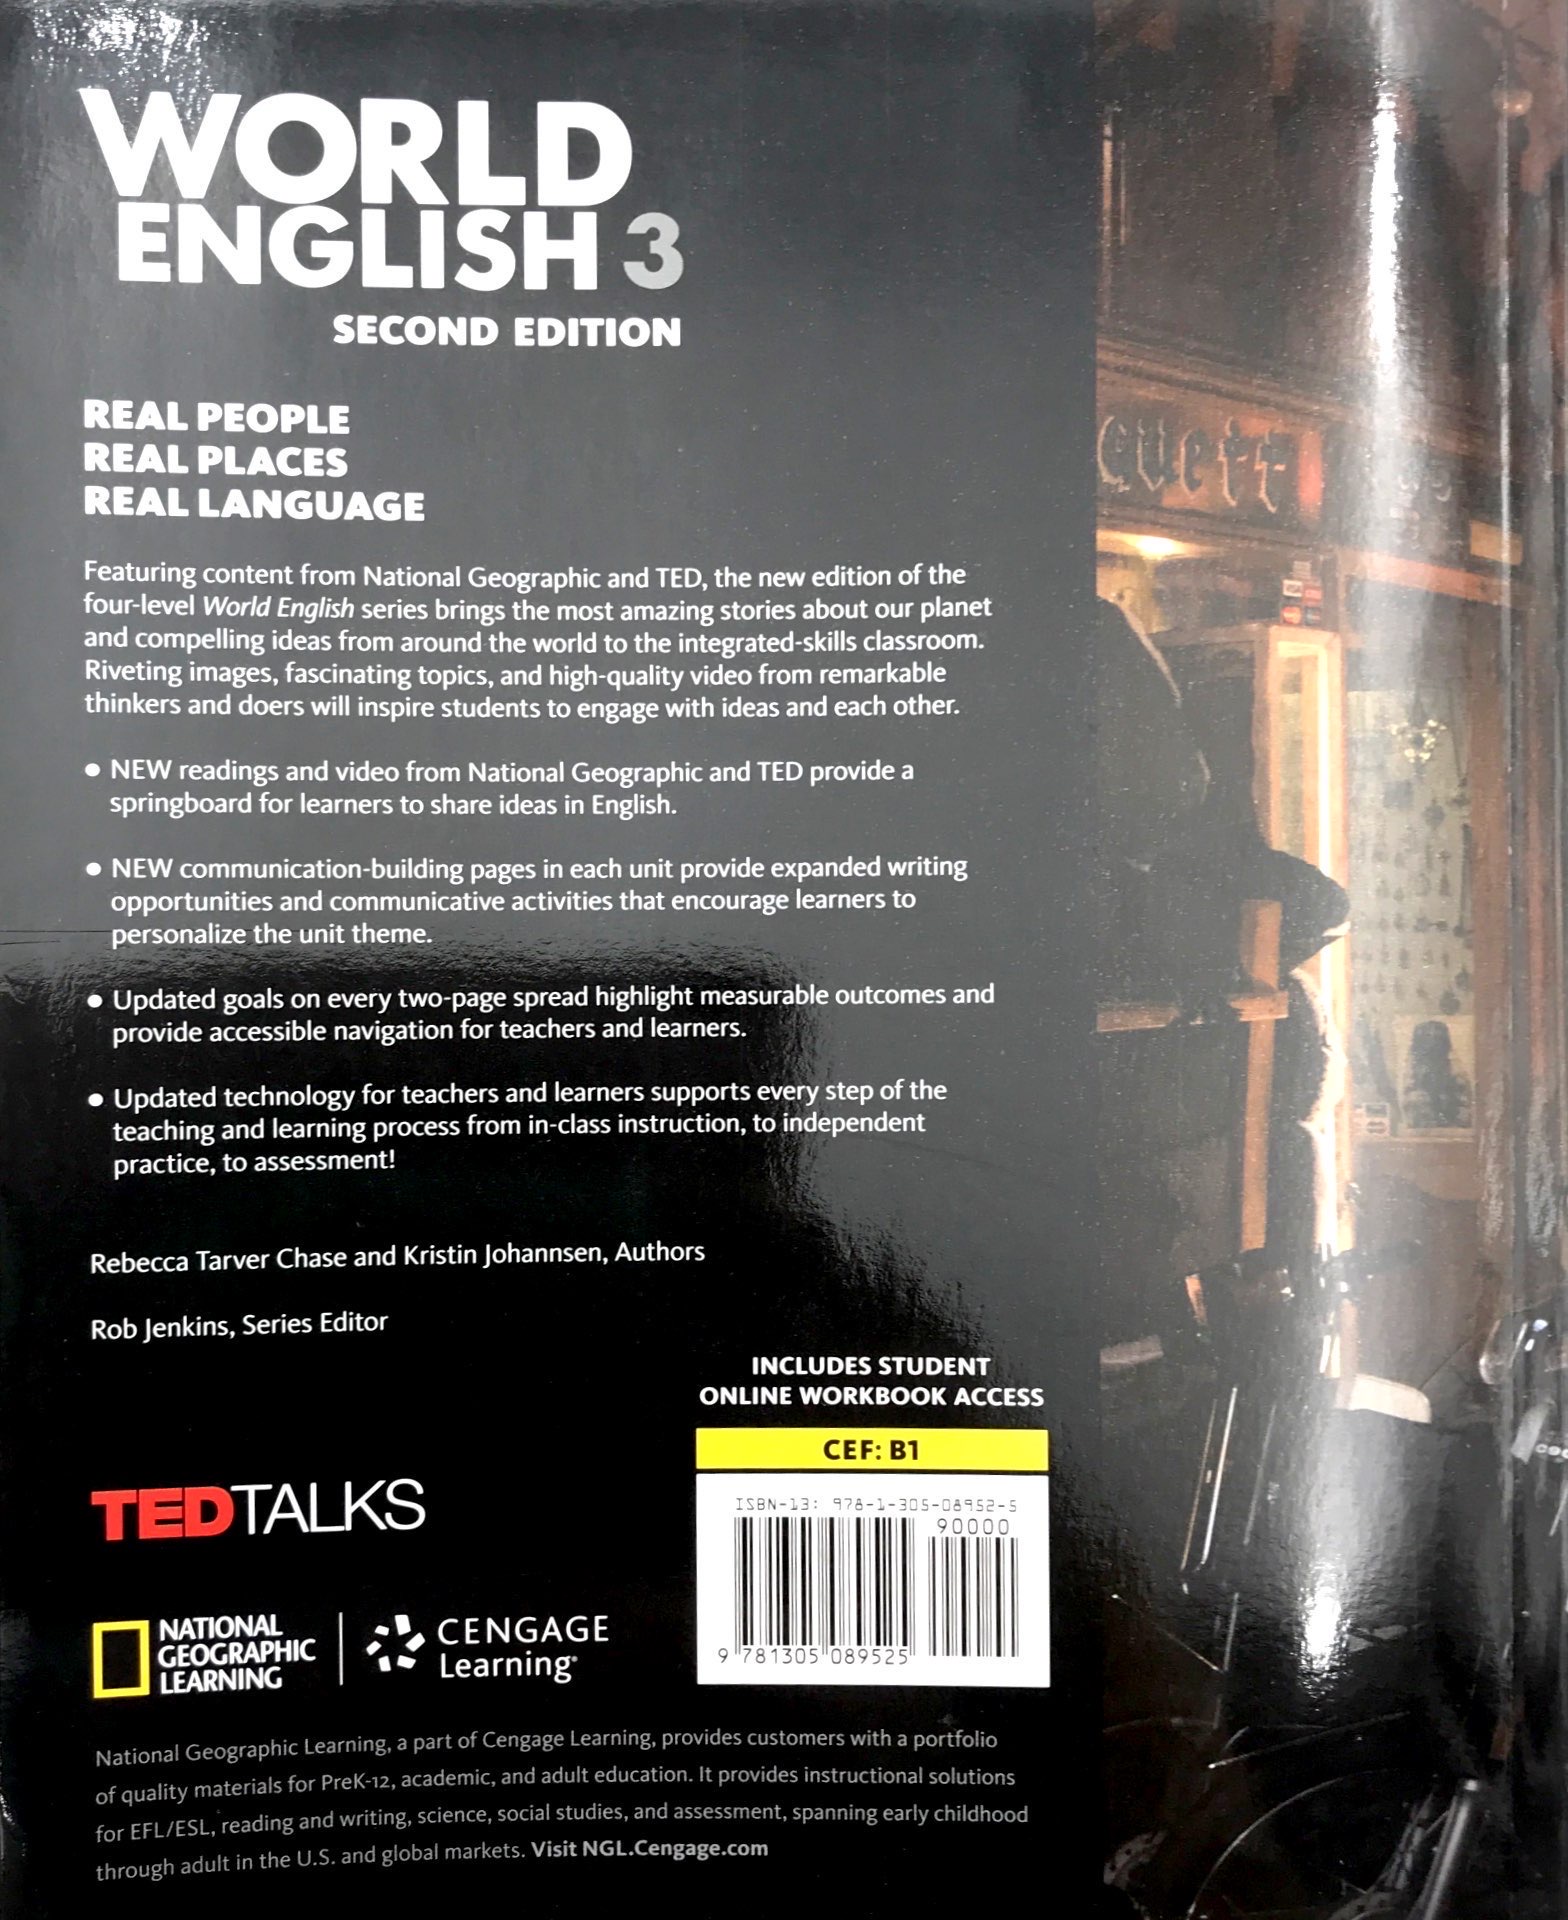 WORLD
ENGLISH 3
SECOND EDITION
REAL PEOPLE
REAL PLACES
REAL LANGUAGE
Featuring content from National Geographic and TED, the new edition of the
four-level World English series brings the most amazing stories about our planet
and compelling ideas from around the world to the integrated-skills classroom.
Riveting images, fascinating topics, and high-quality video from remarkable
thinkers and doers will inspire students to engage with ideas and each other.
● NEW readings and video from National Geographic and TED provide a
springboard for learners to share ideas in English.
● NEW communication-building pages in each unit provide expanded writing
opportunities and communicative activities that encourage learners to
personalize the unit theme.
● Updated goals on every two-page spread highlight measurable outcomes and
provide accessible navigation for teachers and learners.
● Updated technology for teachers and learners supports every step of the
teaching and learning process from in-class instruction, to independent
practice, to assessment!
Rebecca Tarver Chase and Kristin Johannsen, Authors
Rob Jenkins, Series Editor
INCLUDES STUDENT
ONLINE WORKBOOK ACCESS
CEF: B1
ISBN-13: 978-1-305-08952-5
90000
9 781305 089525
TEDTALKS
NATIONAL
GEOGRAPHIC
LEARNING
CENGAGE
Learning®
National Geographic Learning, a part of Cengage Learning, provides customers with a portfolio
of quality materials for PreK-12, academic, and adult education. It provides instructional solutions
for EFL/ESL, reading and writing, science, social studies, and assessment, spanning early childhood
through adult in the U.S. and global markets. Visit NGL.Cengage.com